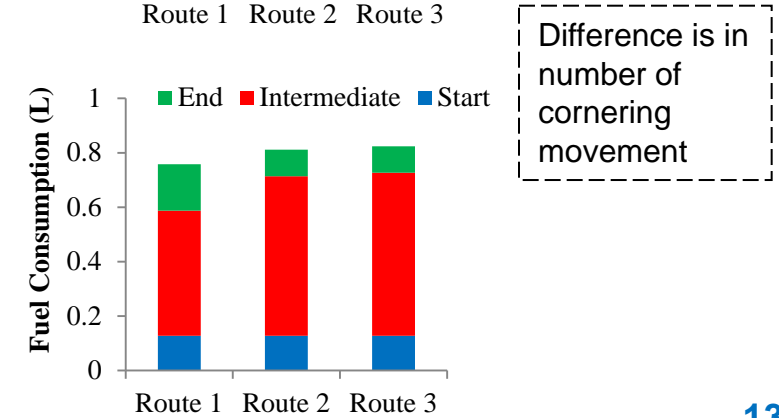 Route 1 Route 2 Route 3
Difference is in
number of
cornering
movement
End Intermediate Start
Fuel Consumption (L)
1
0.8
0.6
0.4
0.2
0
Route 1 Route 2 Route 3
13